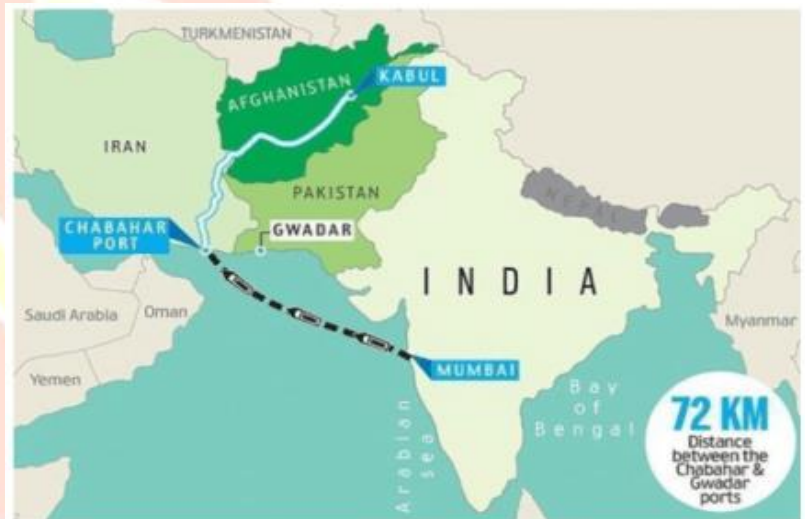 TURKMENISTAN
AFGHANISTAN
KABUL
IRAN
PAKISTAN
CHABAHAR
PORT
GWADAR
NEPAL
INDIA
Saudi Arabia
Oman
Myanmar
Yemen
MUMBAI
Arabian
sea
Bay
of
Bengal
72 KM
Distance
between the
Chabahar &
Gwadar
ports